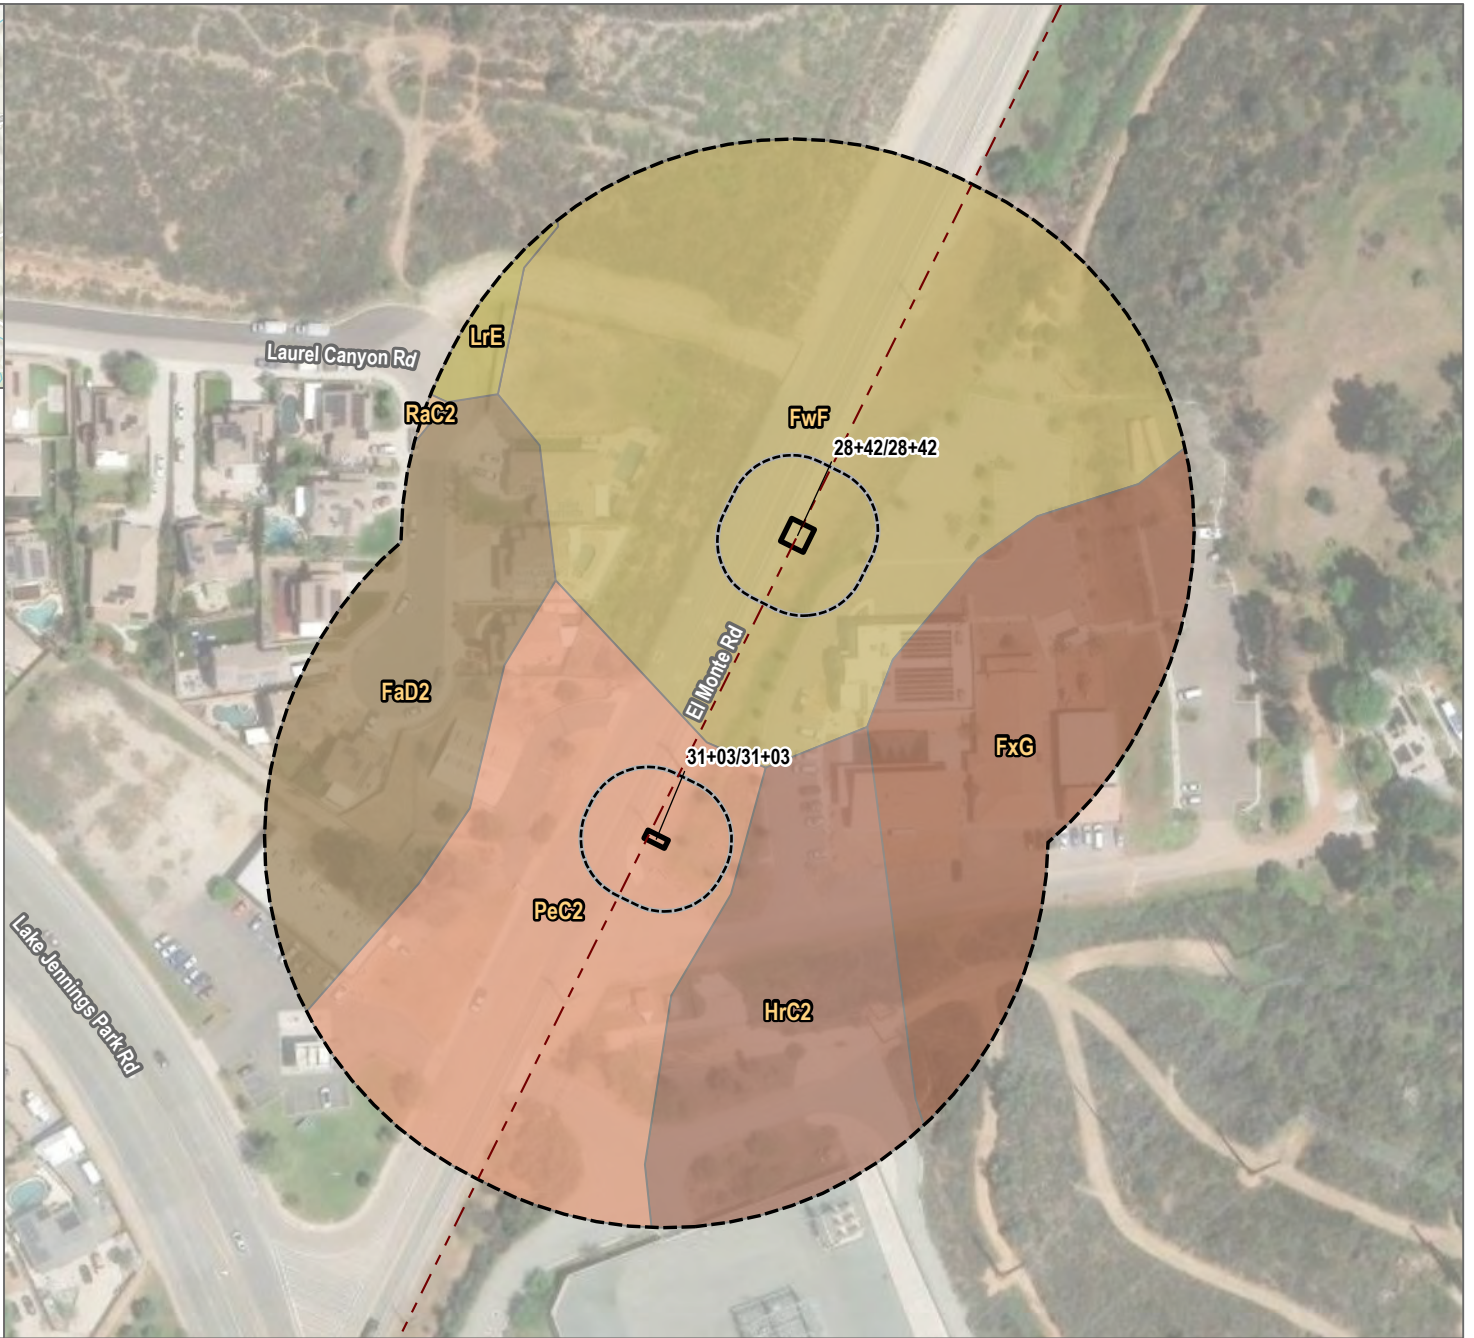 LrE
Laurel Canyon Rd
RaC2
FwF
28+42/28+42
El Monte Rd
FaD2
FxG
31+03/31+03
PeC2
HrC2
Lake Jennings Park Rd